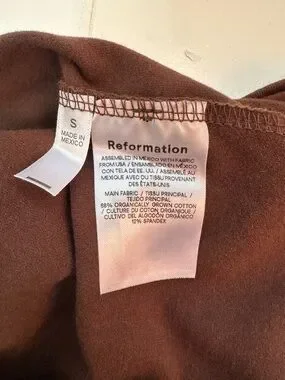 S
MADE IN
MEXICO
Reformation
ASSEMBLED IN MEXICO WITH FABRIC
FROM USA / ENSAMBLADO EN MÉXICO
CON TELA DE EE. UU. / ASSEMBLÉ AU
MEXIQUE AVEC DU TISSU PROVENANT
DES ÉTATS-UNIS
MAIN FABRIC / TISSU PRINCIPAL /
TEJIDO PRINCIPAL
88% ORGANICALLY GROWN COTTON
/ CULTURE DU COTON ORGANIQUE /
CULTIVO DEL ALGODÓN ORGÁNICO
12% SPANDEX